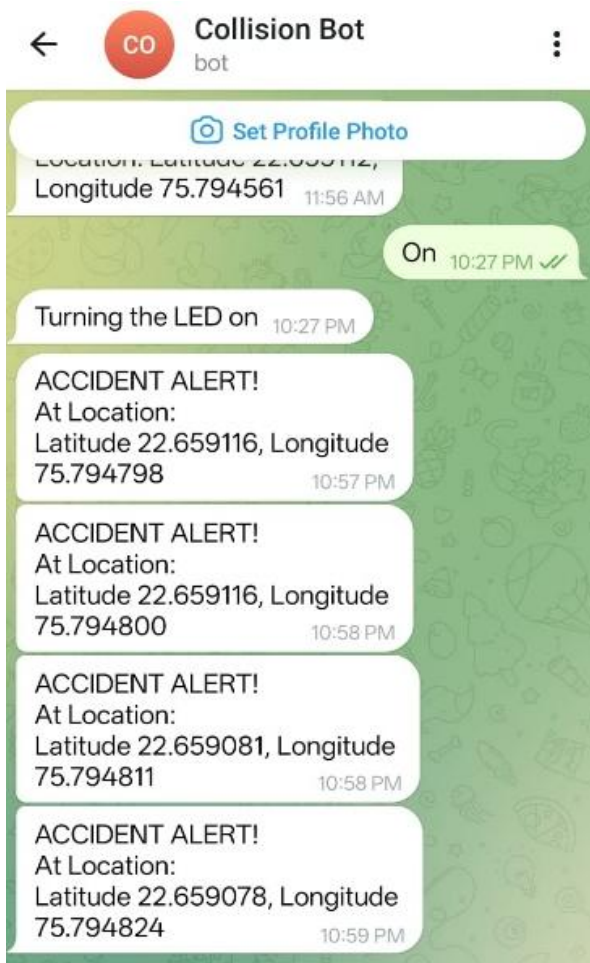 CO
Collision Bot
bot
Set Profile Photo
Location: Latitude
Longitude 75.794561 11:56 AM
On 10:27 PM
Turning the LED on 10:27 PM
ACCIDENT ALERT!
At Location:
Latitude 22.659116, Longitude
75.794798 10:57 PM
ACCIDENT ALERT!
At Location:
Latitude 22.659116, Longitude
75.794800 10:58 PM
ACCIDENT ALERT!
At Location:
Latitude 22.659081, Longitude
75.794811 10:58 PM
ACCIDENT ALERT!
At Location:
Latitude 22.659078, Longitude
75.794824 10:59 PM